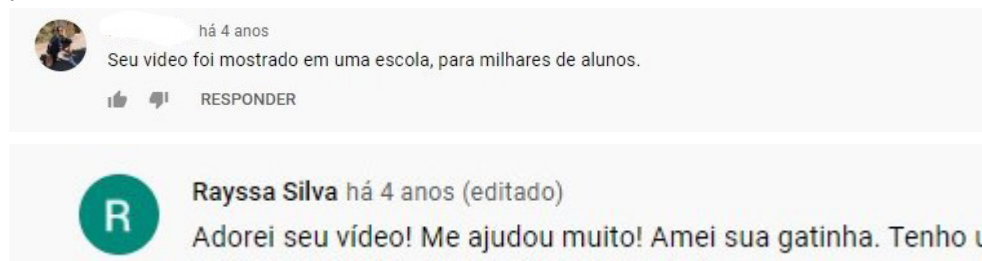 há 4 anos
Seu video foi mostrado em uma escola, para milhares de alunos.
RESPONDER
R
Rayssa Silva há 4 anos (editado)
Adorei seu vídeo! Me ajudou muito! Amei sua gatinha. Tenho